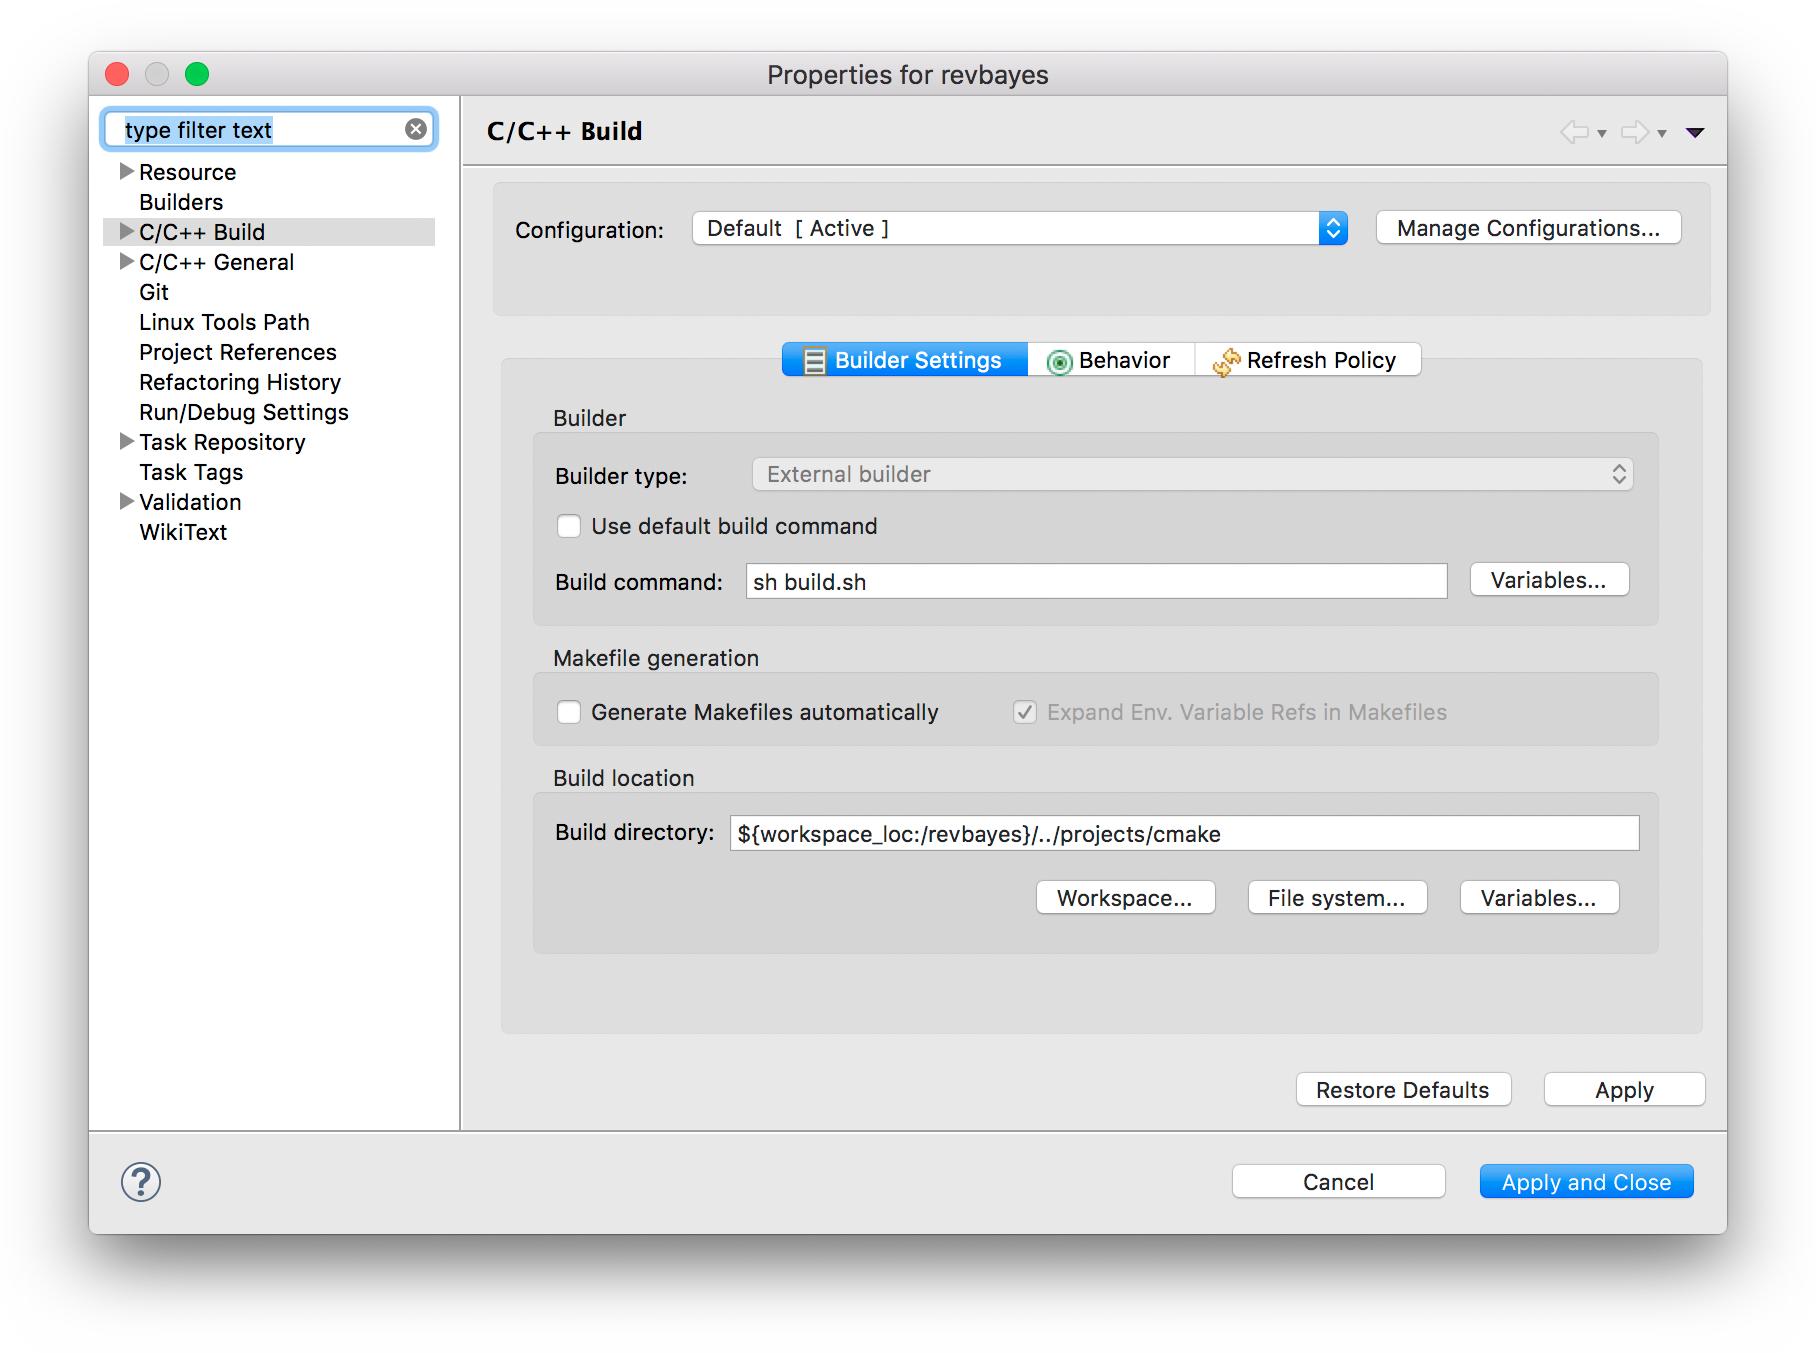 Properties for revbayes
type filter text
Resource
Builders
C/C++ Build
C/C++ General
Git
Linux Tools Path
Project References
Refactoring History
Run/Debug Settings
Task Repository
Task Tags
Validation
WikiText
C/C++ Build
Configuration: Default [ Active ] Manage Configurations...
Builder Settings Behavior Refresh Policy
Builder
Builder type: External builder
Use default build command
Build command: sh build.sh Variables...
Makefile generation
Generate Makefiles automatically Expand Env. Variable Refs in Makefiles
Build location
Build directory: ${workspace_loc:/revbayes}/../projects/cmake
Workspace... File system... Variables...
Restore Defaults Apply
? Cancel Apply and Close